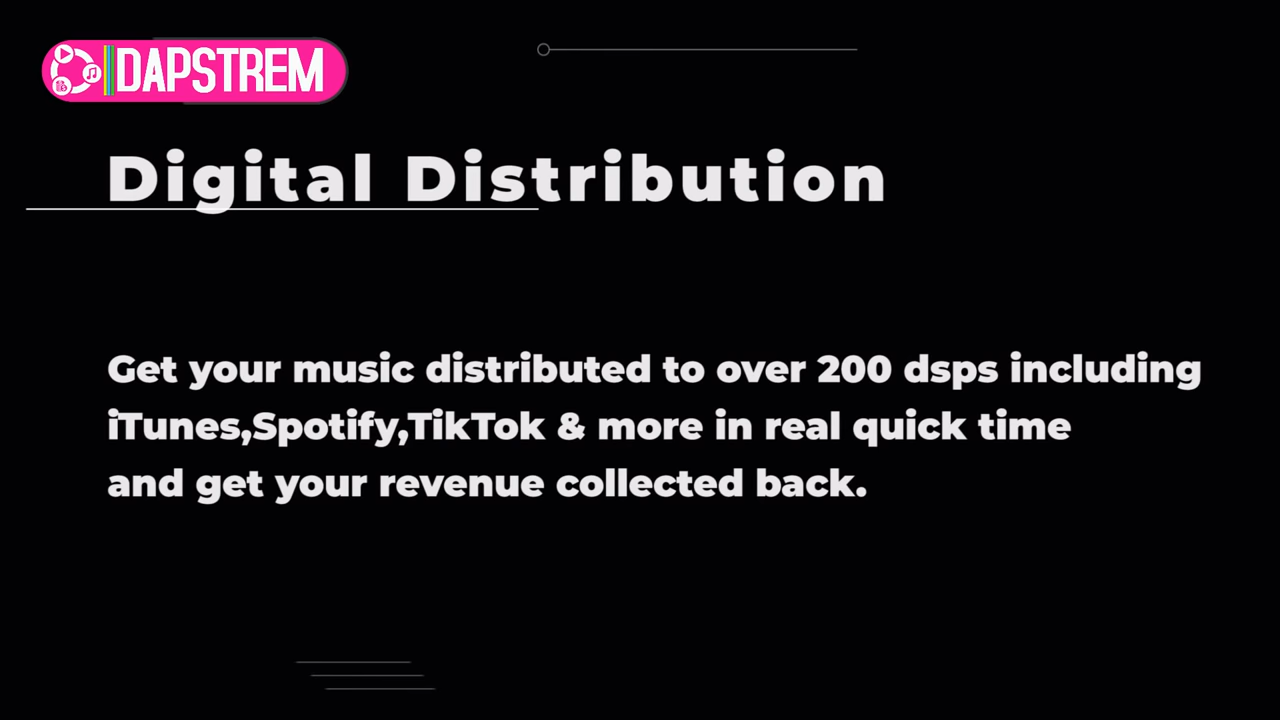 DAPSTREM
Digital Distribution
Get your music distributed to over 200 dsps including
iTunes,Spotify,TikTok & more in real quick time
and get your revenue collected back.